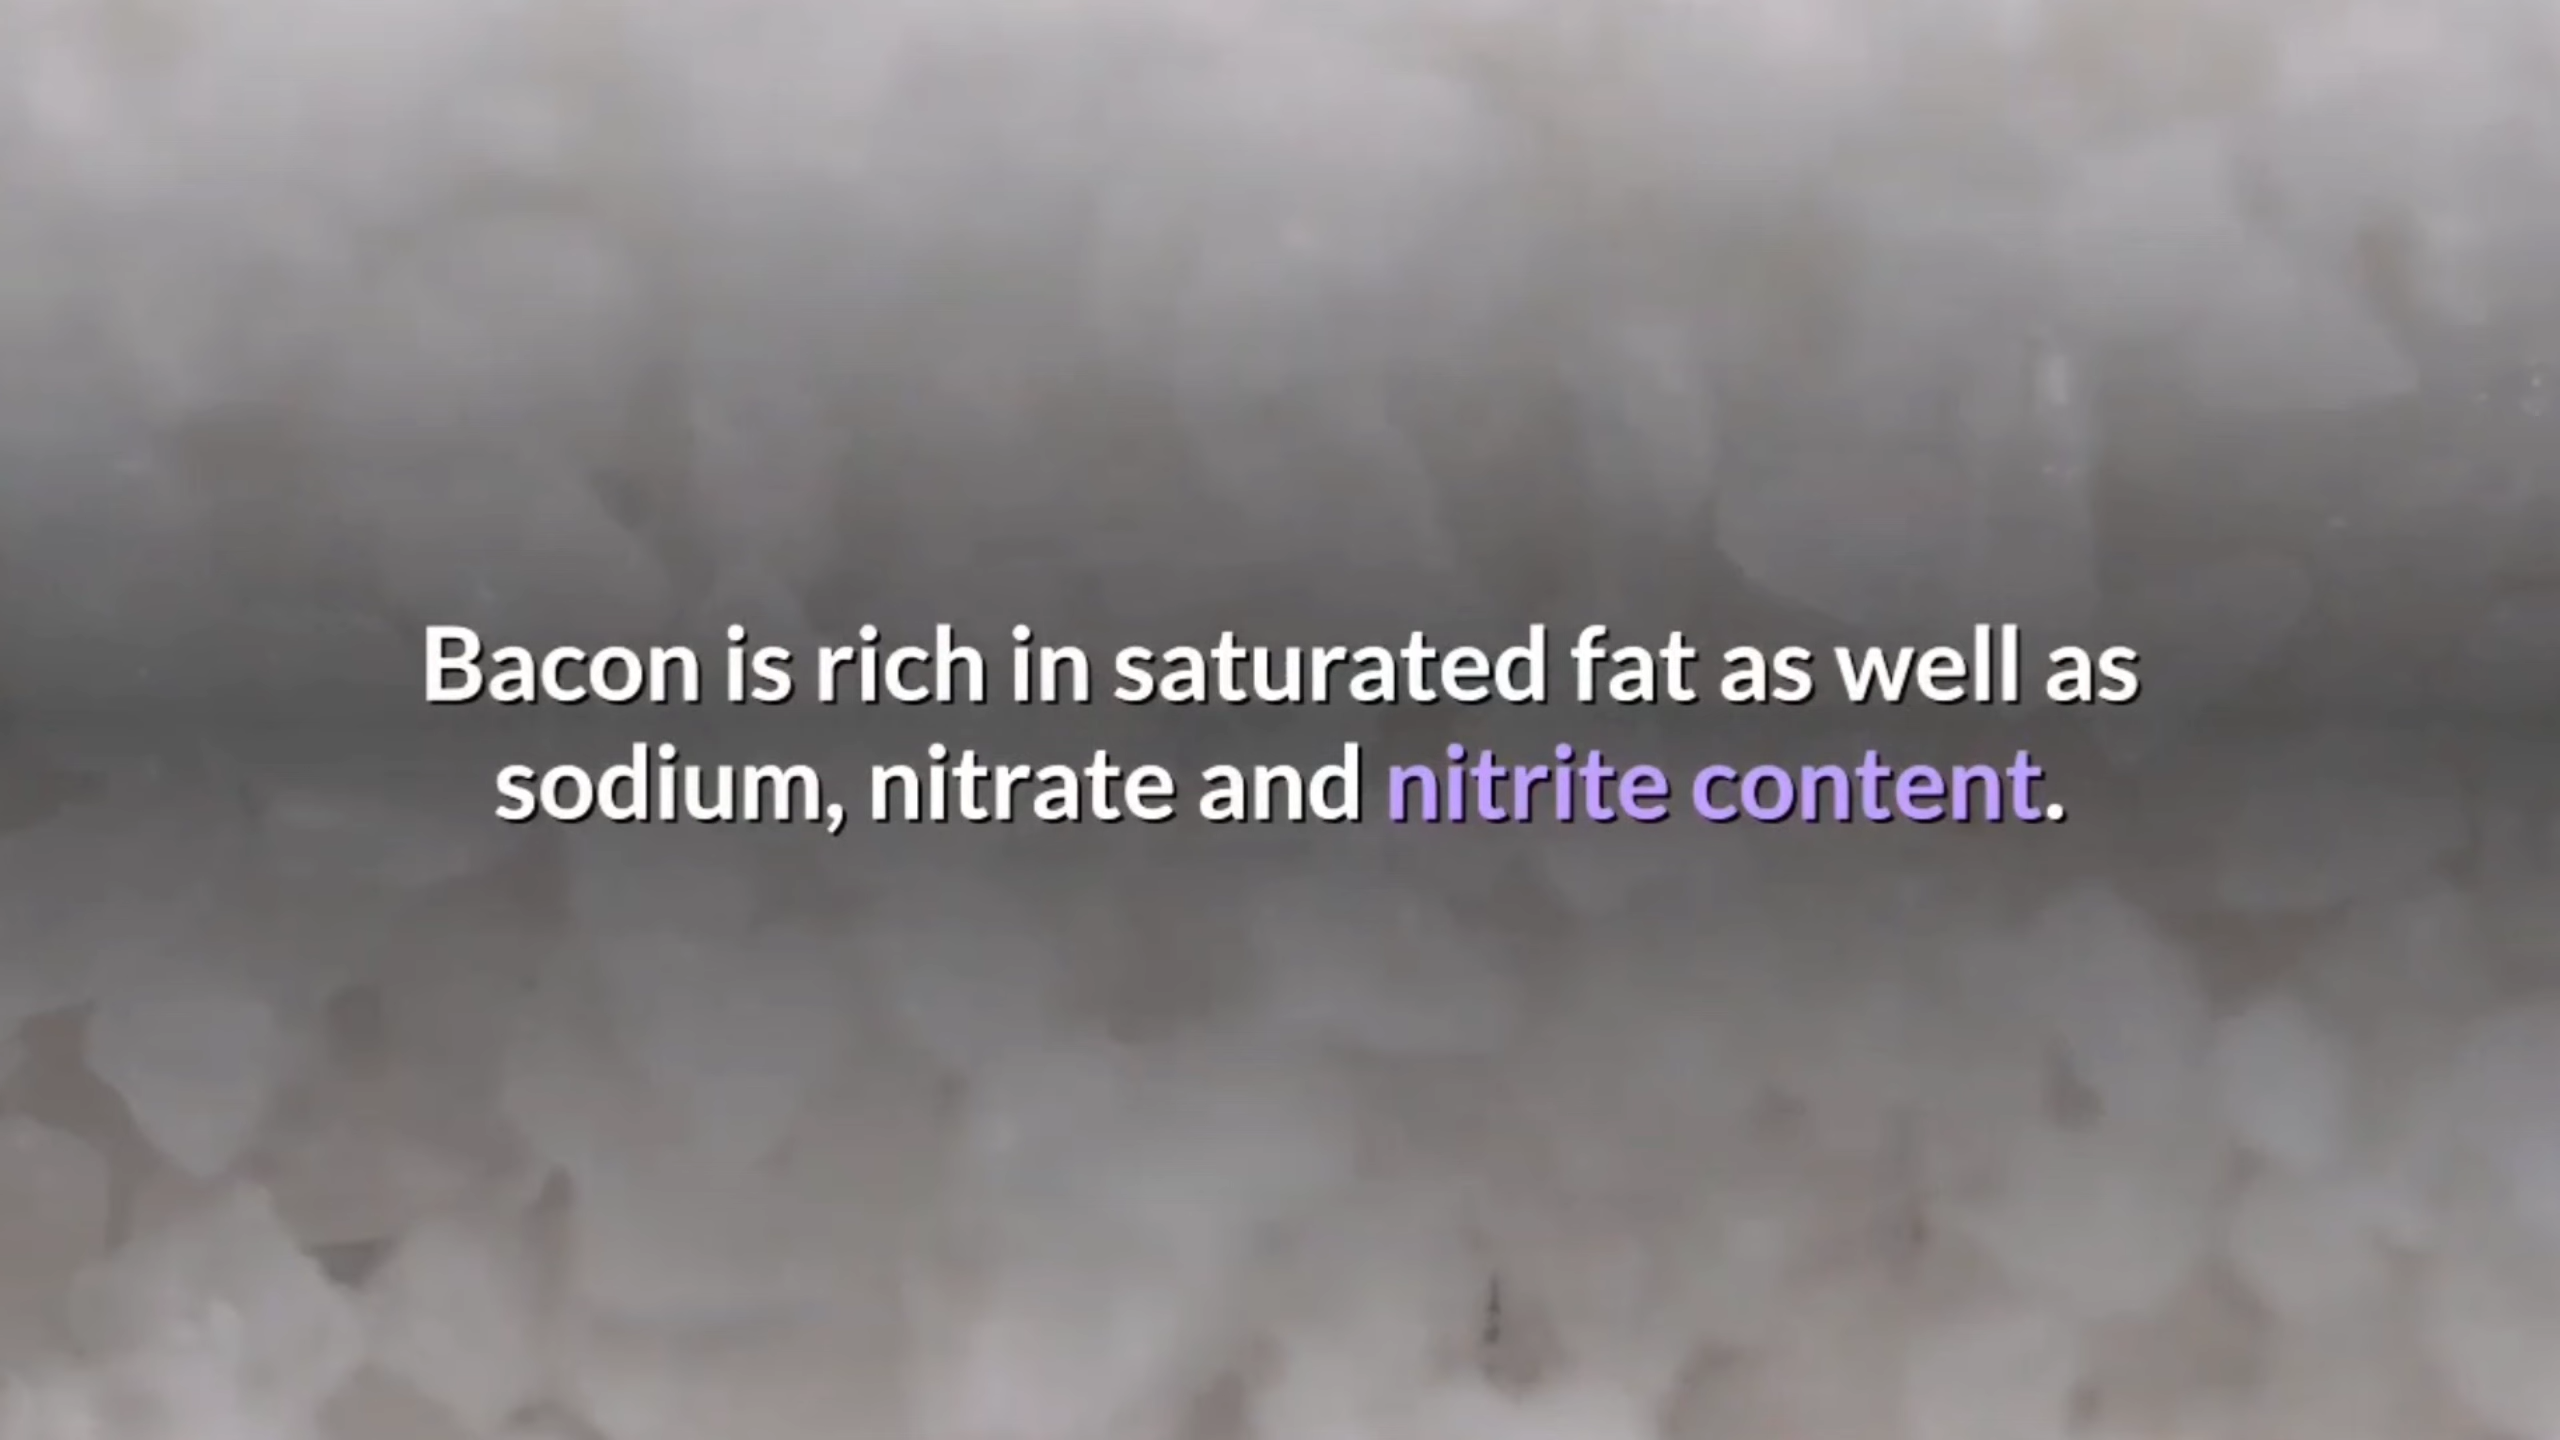 Bacon is rich in saturated fat as well as
sodium, nitrate and nitrite content.